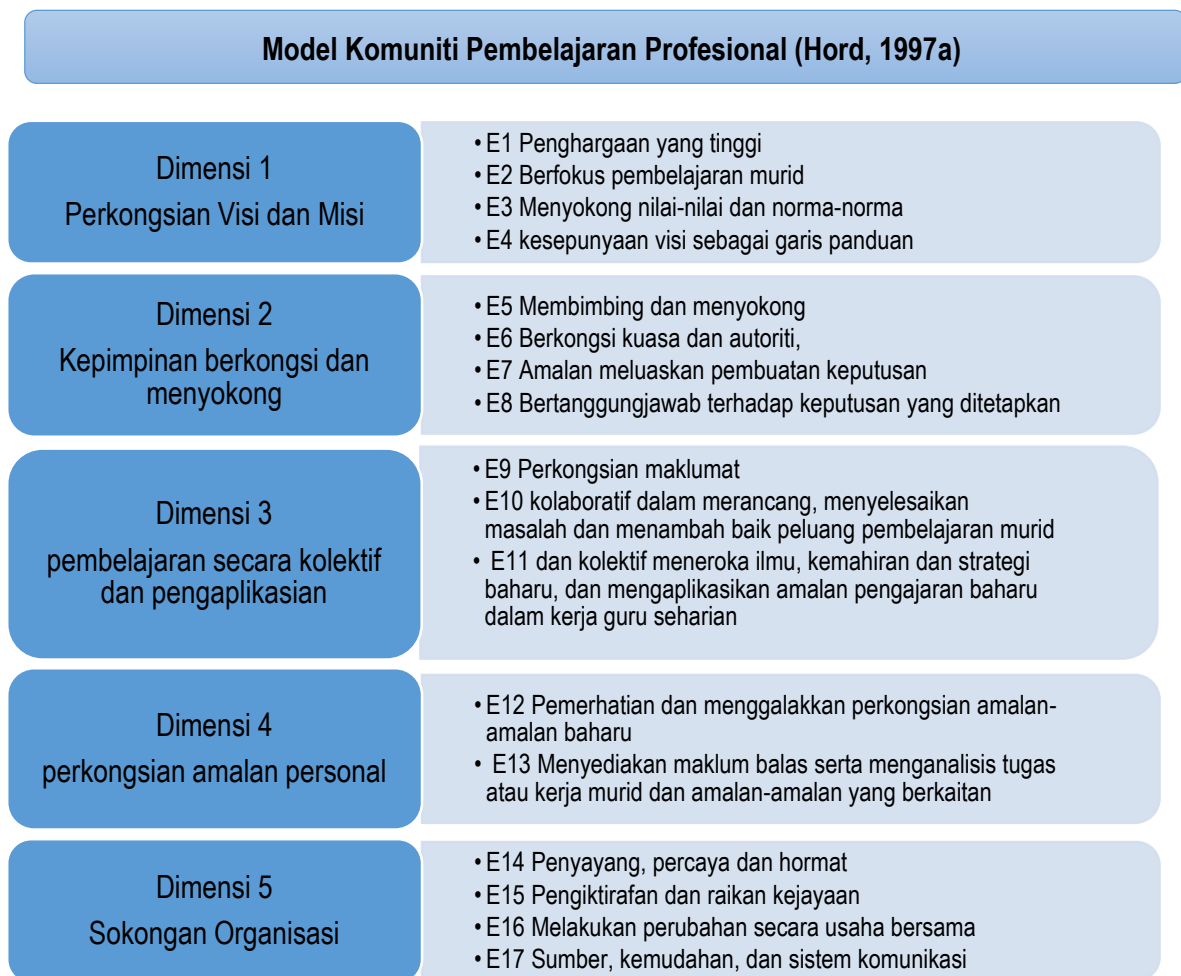 Model Komuniti Pembelajaran Profesional (Hord, 1997a)
Dimensi 1
Perkongsian Visi dan Misi
• E1 Penghargaan yang tinggi
• E2 Berfokus pembelajaran murid
• E3 Menyokong nilai-nilai dan norma-norma
• E4 kesepunyaan visi sebagai garis panduan
Dimensi 2
Kepimpinan berkongsi dan
menyokong
• E5 Membimbing dan menyokong
• E6 Berkongsi kuasa dan autoriti,
• E7 Amalan meluaskan pembuatan keputusan
• E8 Bertanggungjawab terhadap keputusan yang ditetapkan
Dimensi 3
pembelajaran secara kolektif
dan pengaplikasian
• E9 Perkongsian maklumat
• E10 kolaboratif dalam merancang, menyelesaikan
masalah dan menambah baik peluang pembelajaran murid
• E11 dan kolektif meneroka ilmu, kemahiran dan strategi
baharu, dan mengaplikasikan amalan pengajaran baharu
dalam kerja guru seharian
Dimensi 4
perkongsian amalan personal
• E12 Pemerhatian dan menggalakkan perkongsian amalan-
amalan baharu
• E13 Menyediakan maklum balas serta menganalisis tugas
atau kerja murid dan amalan-amalan yang berkaitan
Dimensi 5
Sokongan Organisasi
• E14 Penyayang, percaya dan hormat
• E15 Pengiktirafan dan raikan kejayaan
• E16 Melakukan perubahan secara usaha bersama
• E17 Sumber, kemudahan, dan sistem komunikasi